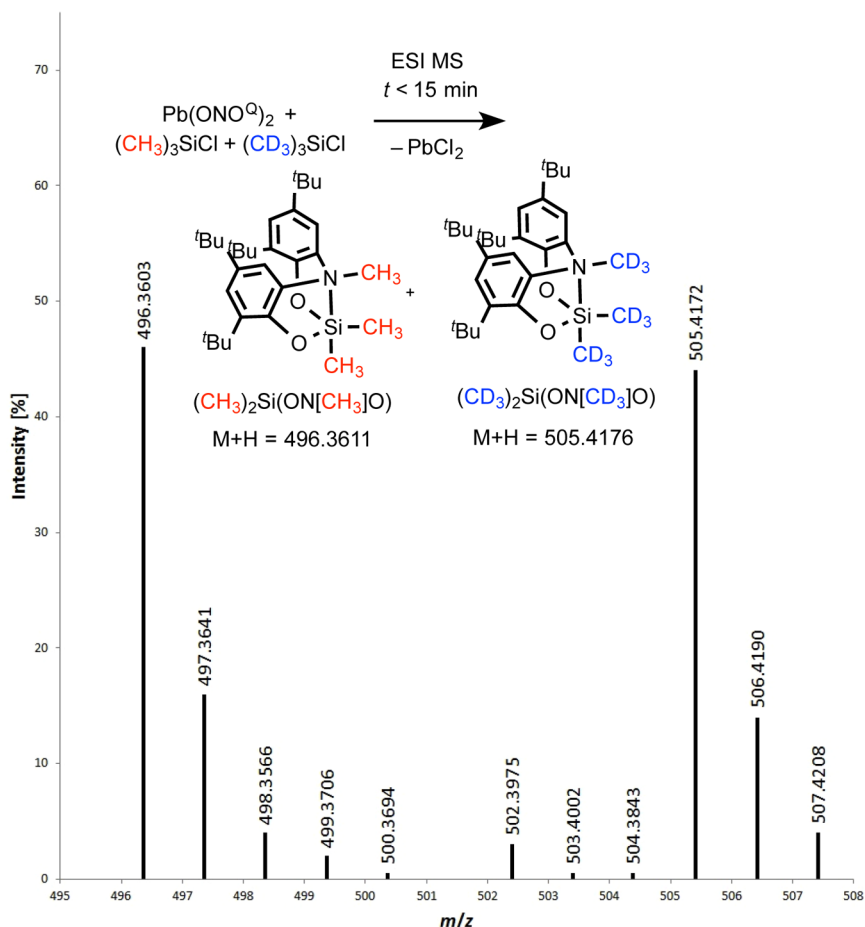 ESI MS
t < 15 min
Pb(ONO^Q)₂ +
(CH₃)₃SiCl + (CD₃)₃SiCl
– PbCl₂
ᵗBu
ᵗBu
ᵗBu
ᵗBu
N
CH₃
O
O
Si
CH₃
CH₃
+
ᵗBu
ᵗBu
ᵗBu
ᵗBu
N
CD₃
O
O
Si
CD₃
CD₃
(CH₃)₂Si(ON[CH₃]O)
M+H = 496.3611
(CD₃)₂Si(ON[CD₃]O)
M+H = 505.4176
496.3603
497.3641
498.3566
499.3706
500.3694
502.3975
503.4002
504.3843
505.4172
506.4190
507.4208
Intensity [%]
70
60
50
40
30
20
10
0
495 496 497 498 499 500 501 502 503 504 505 506 507 508
m/z